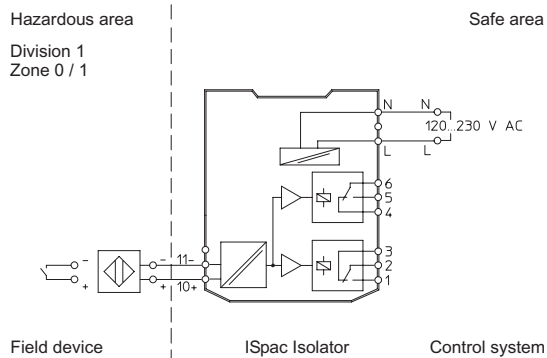 Hazardous area
Safe area
Division 1
Zone 0 / 1
N
N
120...230 V AC
L
L
6
5
4
3
2
1
- - 11-
+ + 10+
Field device
ISpac Isolator
Control system